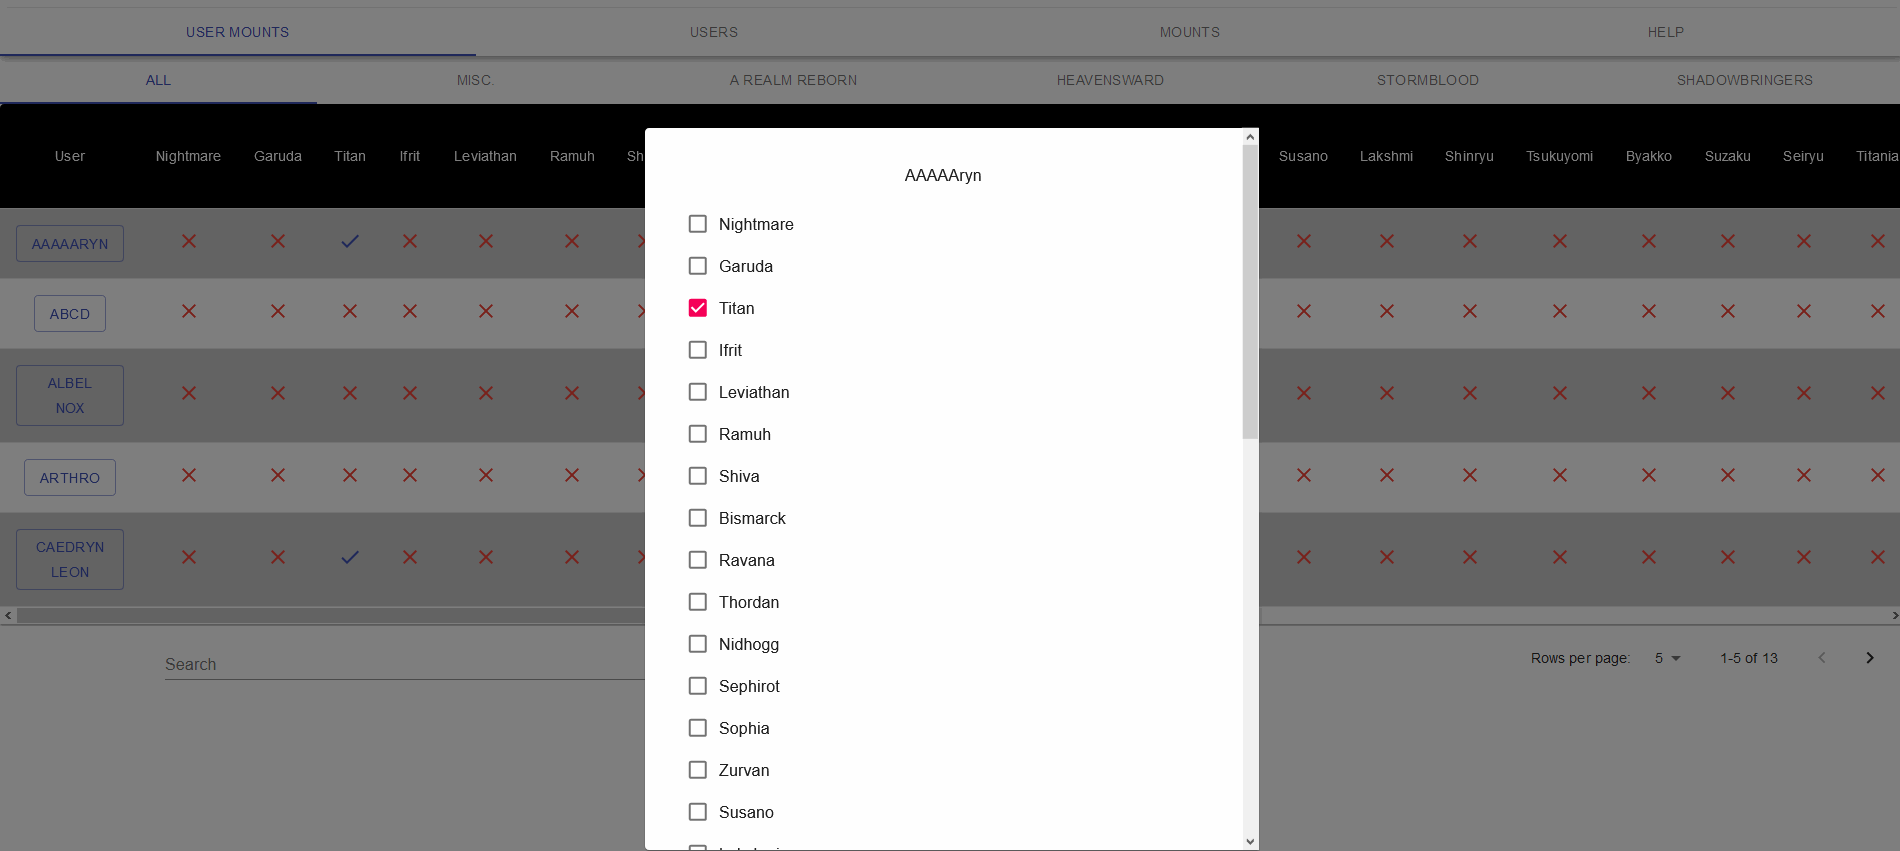 USER MOUNTS USERS MOUNTS HELP
ALL MISC. A REALM REBORN HEAVENSWARD STORMBLOOD SHADOWBRINGERS
User Nightmare Garuda Titan Ifrit Leviathan Ramuh Sh Susano Lakshmi Shinryu Tsukuyomi Byakko Suzaku Seiryu Titania
AAAAARYN
ABCD
ALBEL
NOX
ARTHRO
CAEDRYN
LEON
Search
Rows per page: 5 1-5 of 13
AAAAAryn
Nightmare
Garuda
Titan
Ifrit
Leviathan
Ramuh
Shiva
Bismarck
Ravana
Thordan
Nidhogg
Sephirot
Sophia
Zurvan
Susano